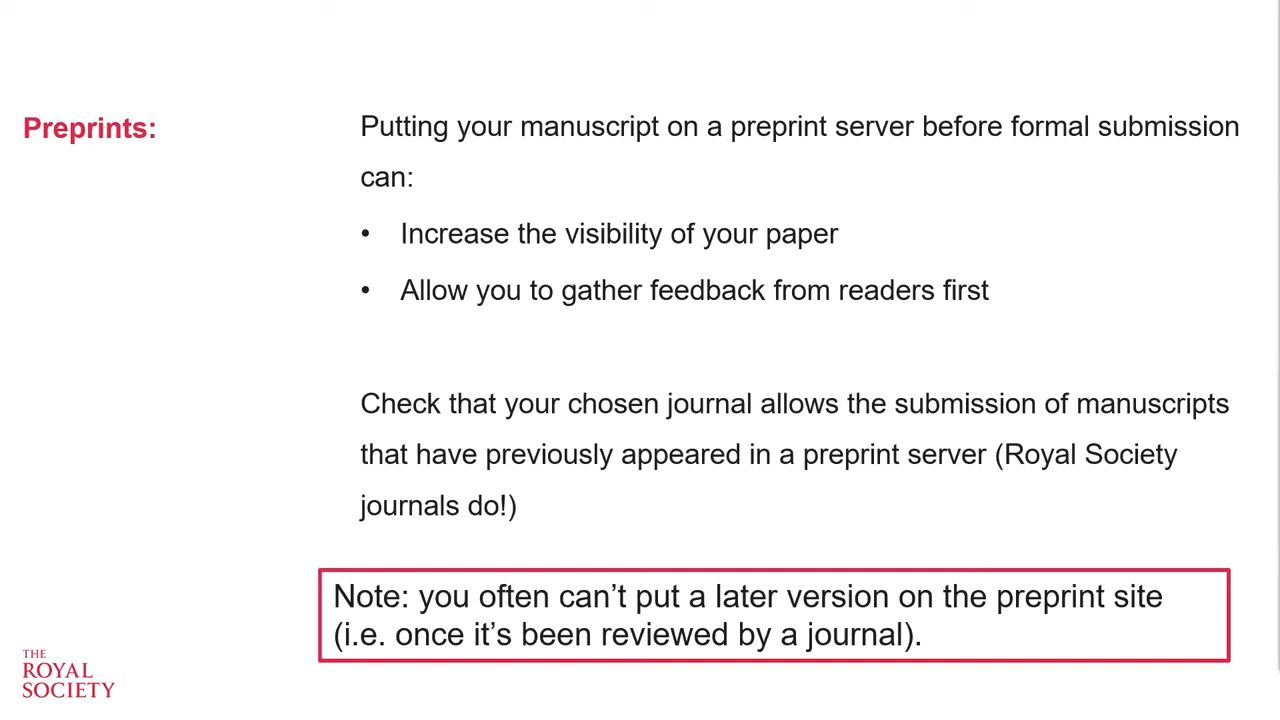 Preprints:
Putting your manuscript on a preprint server before formal submission
can:
• Increase the visibility of your paper
• Allow you to gather feedback from readers first
Check that your chosen journal allows the submission of manuscripts
that have previously appeared in a preprint server (Royal Society
journals do!)
Note: you often can’t put a later version on the preprint site
(i.e. once it’s been reviewed by a journal).
THE
ROYAL
SOCIETY